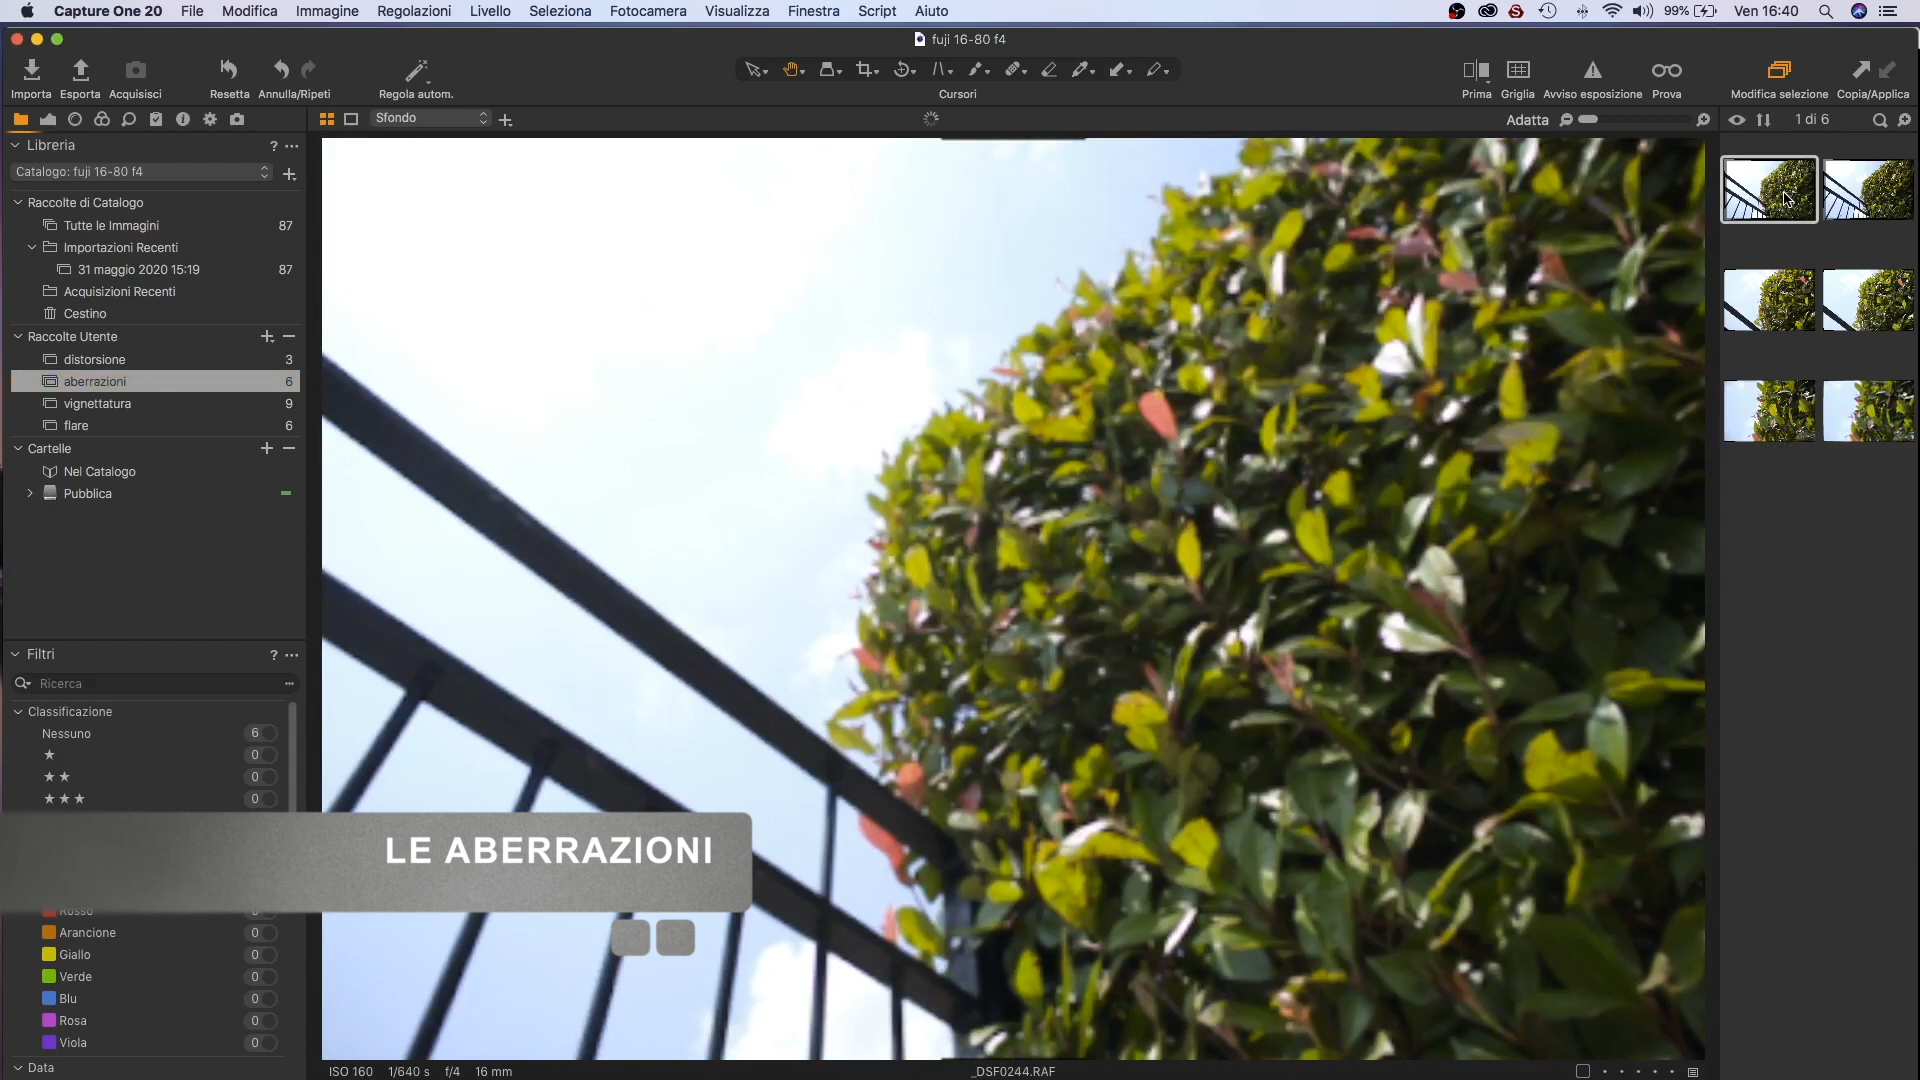 Capture One 20 File Modifica Immagine Regolazioni Livello Seleziona Fotocamera Visualizza Finestra Script Aiuto 99% Ven 16:40
fuji 16-80 f4
Importa Esporta Acquisisci Resetta Annulla/Ripeti Regola autom. Cursori Prima Griglia Avviso esposizione Prova Modifica selezione Copia/Applica
Sfondo Adatta 1 di 6
Libreria ? ...
Catalogo: fuji 16-80 f4
Raccolte di Catalogo
Tutte le Immagini 87
Importazioni Recenti
31 maggio 2020 15:19 87
Acquisizioni Recenti
Cestino
Raccolte Utente
distorsione 3
aberrazioni 6
vignettatura 9
flare 6
Cartelle
Nel Catalogo
Pubblica
Filtri ? ...
Ricerca
Classificazione
Nessuno 6
★ 0
★★ 0
★★★ 0
LE ABERRAZIONI
Rosso 0
Arancione 0
Giallo 0
Verde 0
Blu 0
Rosa 0
Viola 0
Data
ISO 160 1/640 s f/4 16 mm _DSF0244.RAF